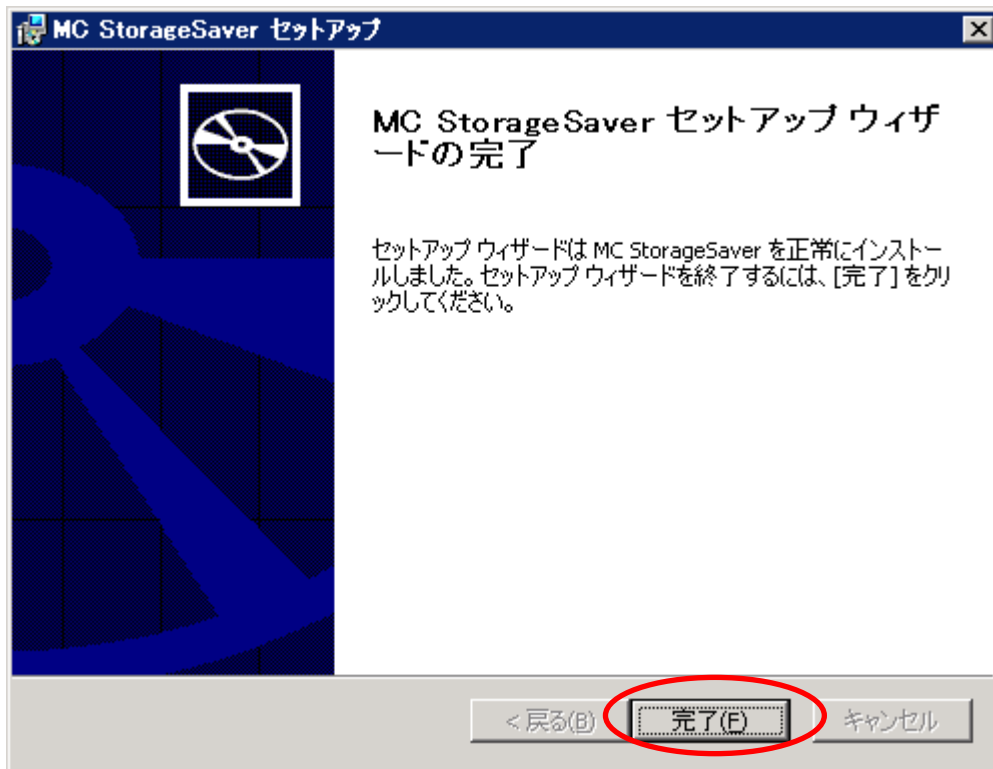 MC StorageSaver セットアップ
MC StorageSaver セットアップ ウィザ
ードの完了
セットアップ ウィザードは MC StorageSaver を正常にインストー
ルしました。セットアップ ウィザードを終了するには、[完了] をクリ
ックしてください。
< 戻る(B)
完了(F)
キャンセル